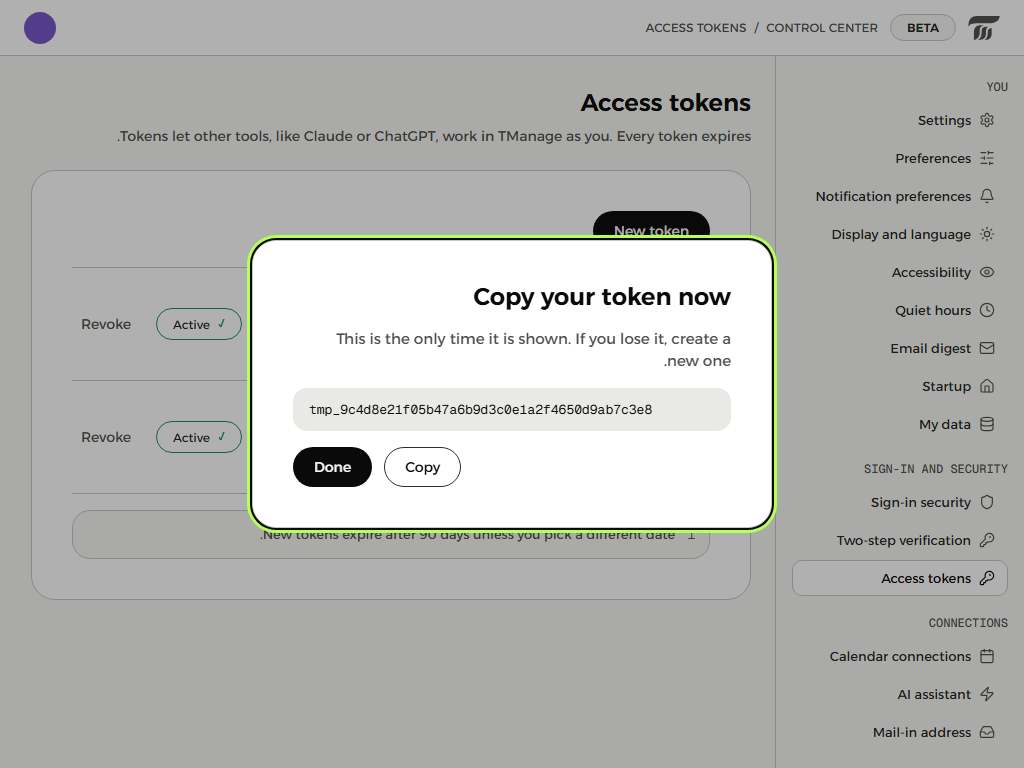 ACCESS TOKENS / CONTROL CENTER
BETA
YOU
Settings
Preferences
Notification preferences
Display and language
Accessibility
Quiet hours
Email digest
Startup
My data
SIGN-IN AND SECURITY
Sign-in security
Two-step verification
Access tokens
CONNECTIONS
Calendar connections
AI assistant
Mail-in address
Access tokens
.Tokens let other tools, like Claude or ChatGPT, work in TManage as you. Every token expires
New token
Active ✓
Revoke
Active ✓
Revoke
.New tokens expire after 90 days unless you pick a different date
Copy your token now
This is the only time it is shown. If you lose it, create a
.new one
tmp_9c4d8e21f05b47a6b9d3c0e1a2f4650d9ab7c3e8
Done
Copy